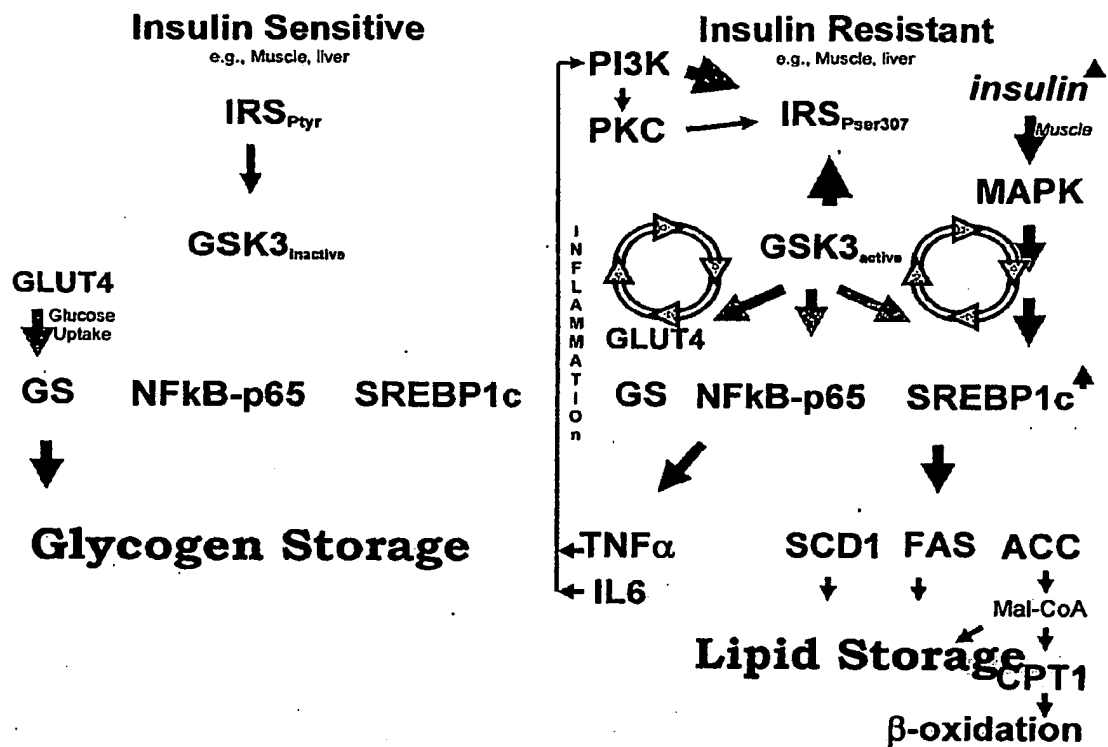 Insulin Sensitive
e.g., Muscle, liver
IRSPtyr
GSK3inactive
GLUT4
Glucose
Uptake
GS NFkB-p65 SREBP1c
Glycogen Storage
Insulin Resistant
e.g., Muscle, liver
PI3K
PKC
IRSPser307
insulin
Muscle
MAPK
INFLAMMATIOn
GSK3active
GLUT4
GS NFkB-p65 SREBP1c
TNFα
IL6
SCD1 FAS ACC
Mal-CoA
Lipid Storage
CPT1
β-oxidation